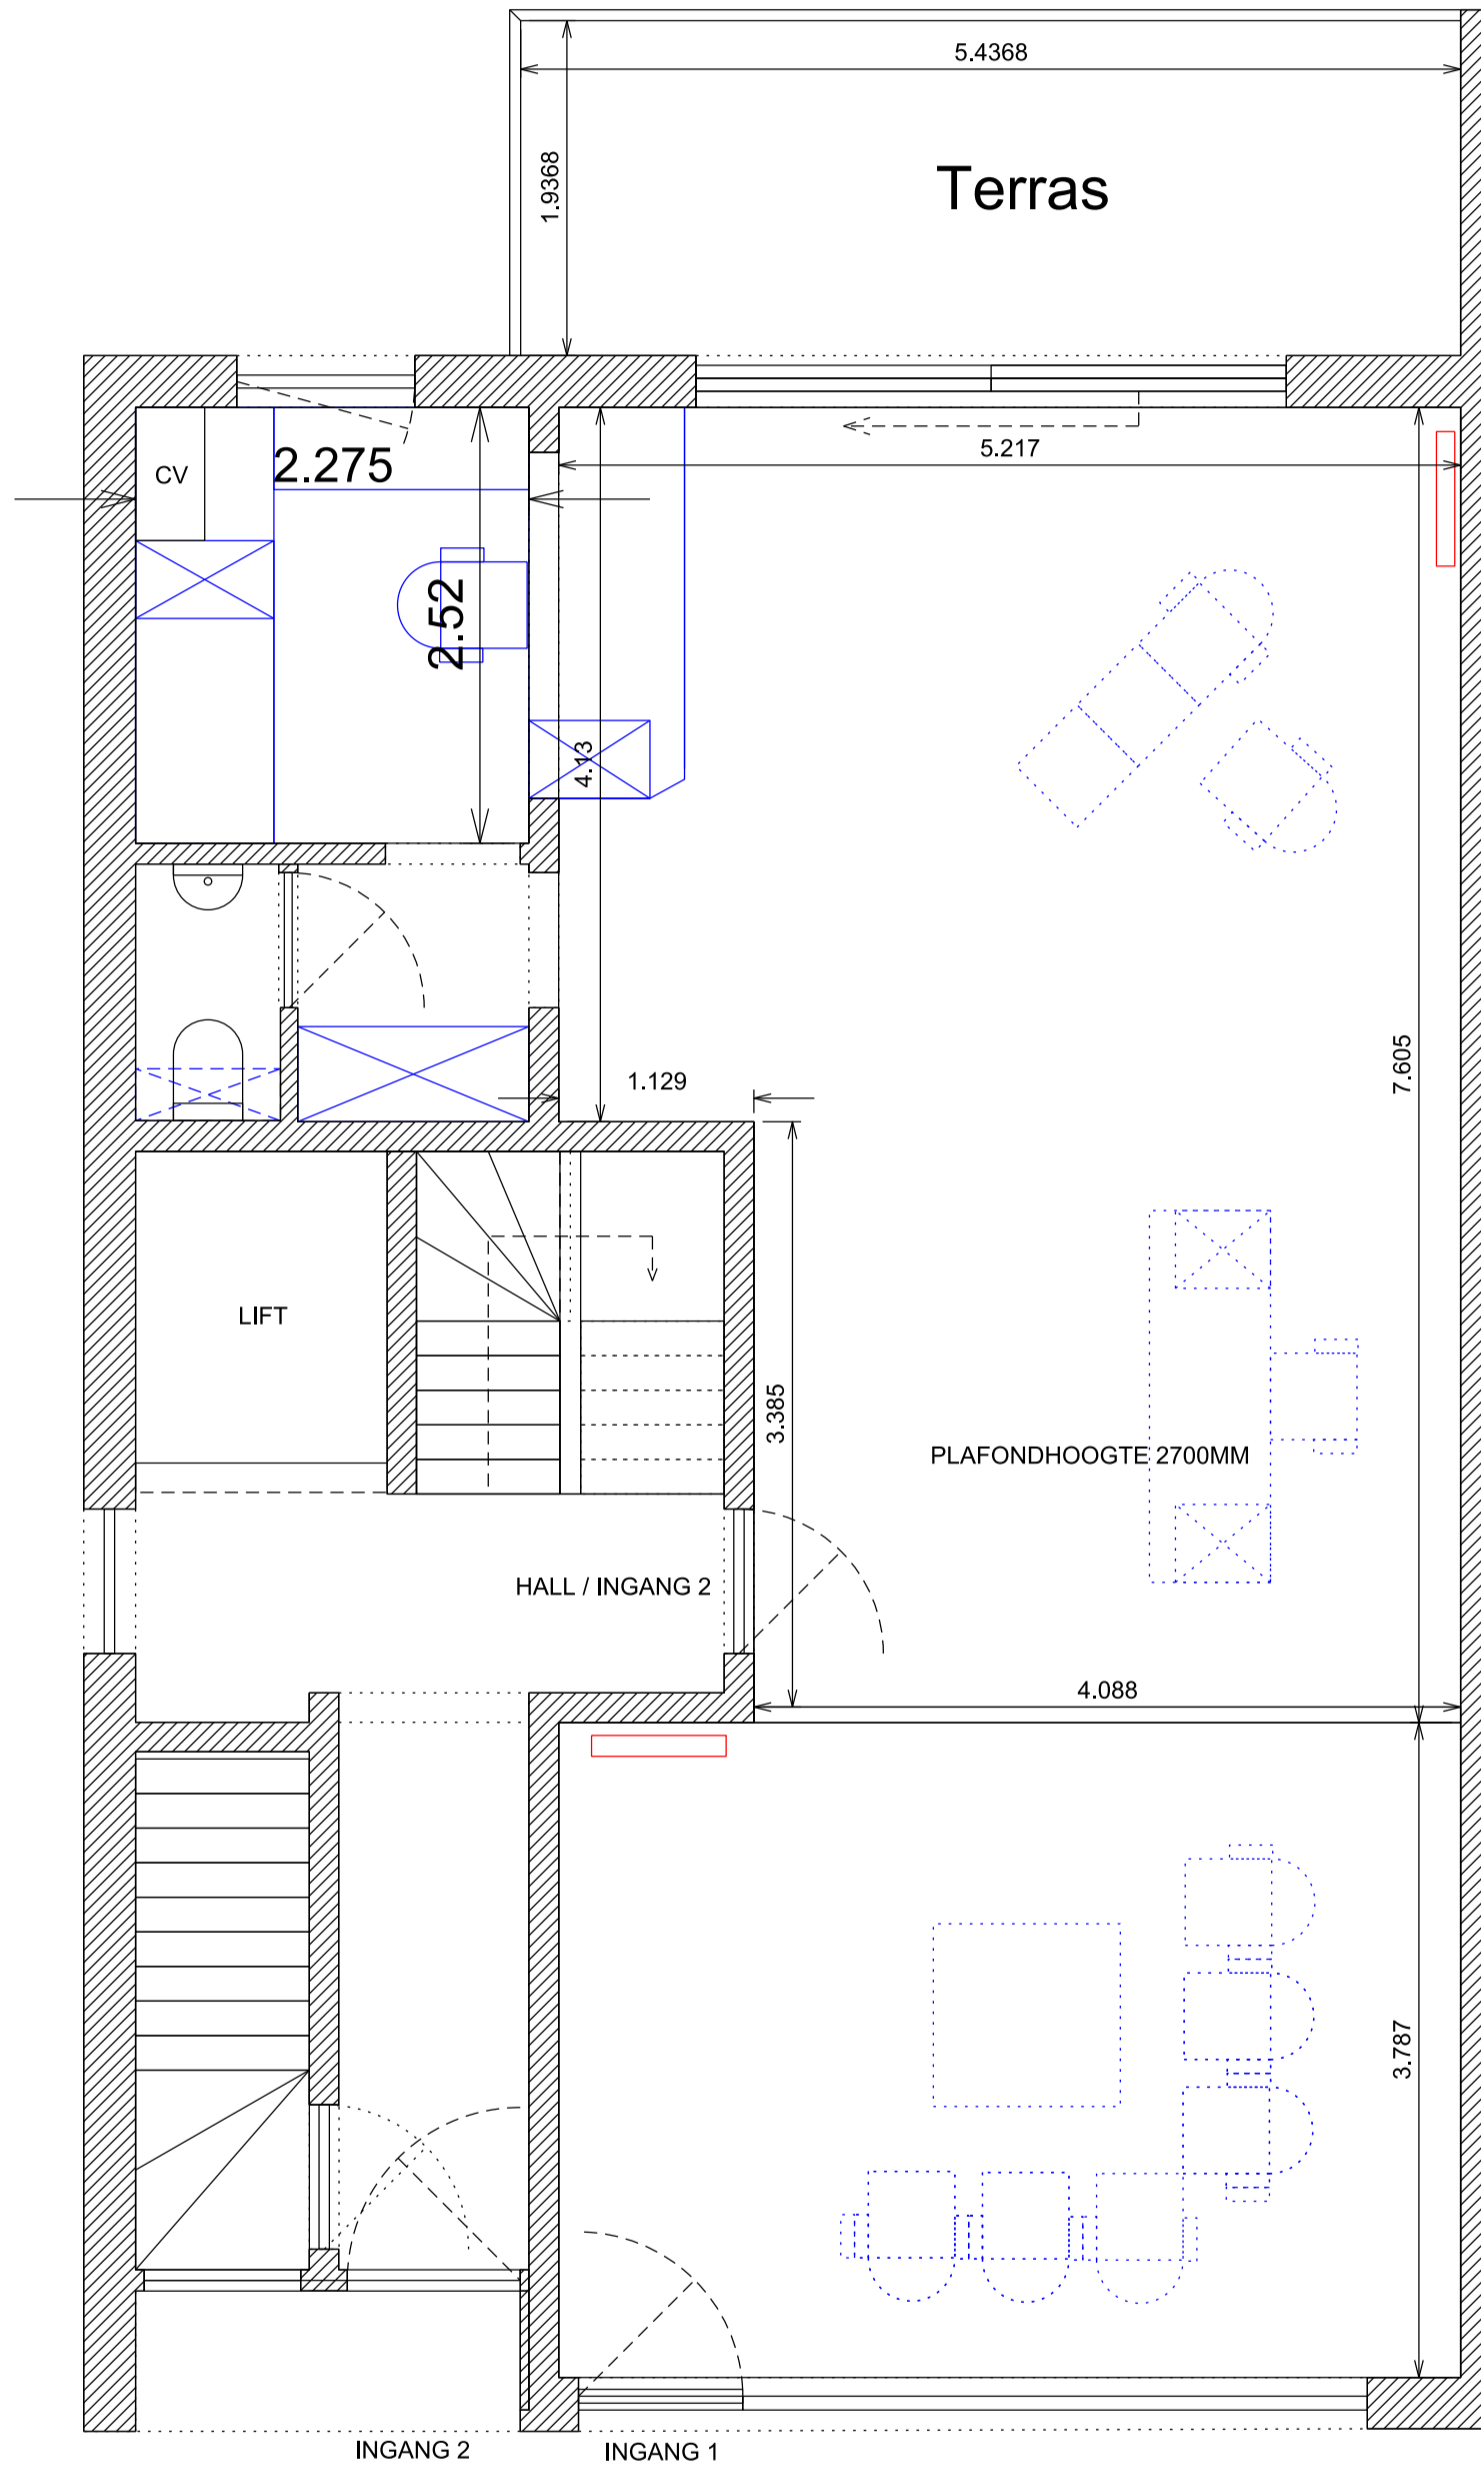 5.4368
1.9368
Terras
5.217
2.275
CV
2.52
4.13
7.605
1.129
LIFT
3.385
PLAFONDHOOGTE 2700MM
HALL / INGANG 2
4.088
3.787
INGANG 2
INGANG 1